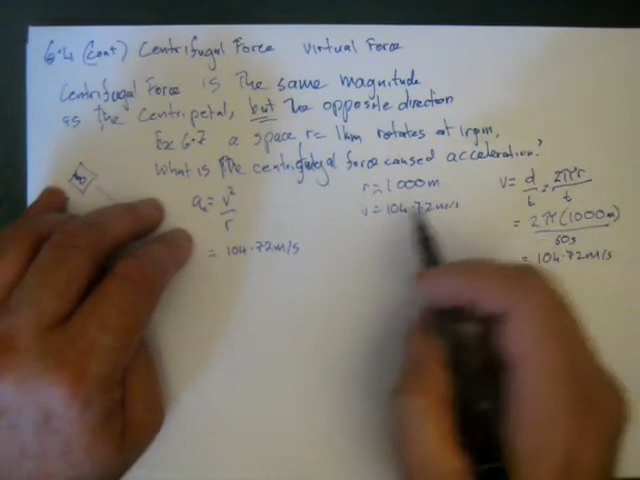 6.4 (cont) Centrifugal Force virtual Force
Centrifugal Force is the same magnitude
as the Centripetal, but the opposite direction
Ex 6.7 a space r= 1km rotates at 1rpm,
What is the centrifugal force caused acceleration?
r= 1000m
v = 104.72m/s
v = d/t = 2πr/t
= 2π(1000m)/60s
= 104.72m/s
a = v²/r
= 104.72m/s